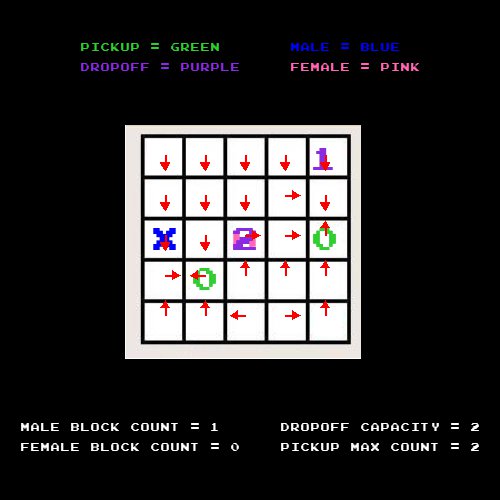 PICKUP = GREEN
MALE = BLUE
DROPOFF = PURPLE
FEMALE = PINK
1
X 2 0
0
MALE BLOCK COUNT = 1
DROPOFF CAPACITY = 2
FEMALE BLOCK COUNT = 0
PICKUP MAX COUNT = 2